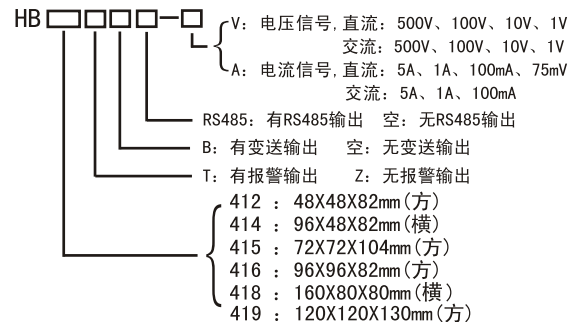 HB
V: 电压信号,直流: 500V、100V、10V、1V
交流: 500V、100V、10V、1V
A: 电流信号,直流: 5A、1A、100mA、75mV
交流: 5A、1A、100mA
RS485: 有RS485输出 空: 无RS485输出
B: 有变送输出 空: 无变送输出
T: 有报警输出 Z: 无报警输出
412 : 48X48X82mm(方)
414 : 96X48X82mm(横)
415 : 72X72X104mm(方)
416 : 96X96X82mm(方)
418 : 160X80X80mm(横)
419 : 120X120X130mm(方)